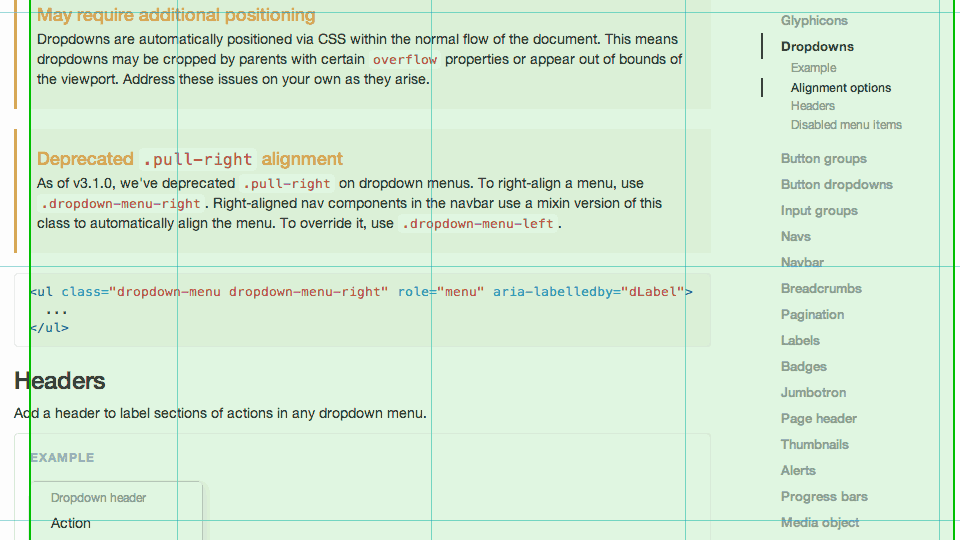 May require additional positioning
Dropdowns are automatically positioned via CSS within the normal flow of the document. This means
dropdowns may be cropped by parents with certain overflow properties or appear out of bounds of
the viewport. Address these issues on your own as they arise.
Deprecated .pull-right alignment
As of v3.1.0, we've deprecated .pull-right on dropdown menus. To right-align a menu, use
.dropdown-menu-right . Right-aligned nav components in the navbar use a mixin version of this
class to automatically align the menu. To override it, use .dropdown-menu-left .
<ul class="dropdown-menu dropdown-menu-right" role="menu" aria-labelledby="dLabel">
...
</ul>
Headers
Add a header to label sections of actions in any dropdown menu.
EXAMPLE
Dropdown header
Action
Glyphicons
Dropdowns
Example
Alignment options
Headers
Disabled menu items
Button groups
Button dropdowns
Input groups
Navs
Navbar
Breadcrumbs
Pagination
Labels
Badges
Jumbotron
Page header
Thumbnails
Alerts
Progress bars
Media object